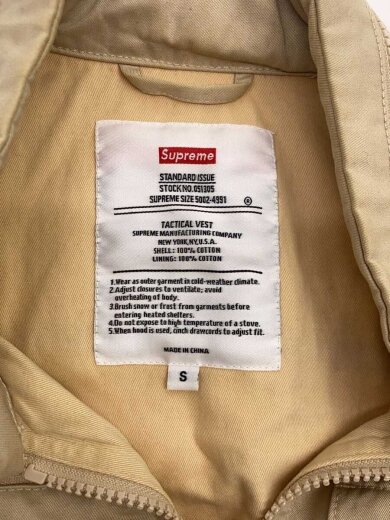 Supreme
STANDARD ISSUE
STOCK NO. 051305
SUPREME SIZE 5002-4951 ®
TACTICAL VEST
SUPREME MANUFACTURING COMPANY
NEW YORK, NY, U.S.A.
SHELL: 100% COTTON
LINING: 100% COTTON
1.Wear as outer garment in cold-weather climate.
2.Adjust closures to ventilate; avoid
overheating of body.
3.Brush snow or frost from garments before
entering heated shelters.
4.Do not expose to high temperature of a stove.
5.When hood is used, cinch drawcords to adjust fit.
MADE IN CHINA
S